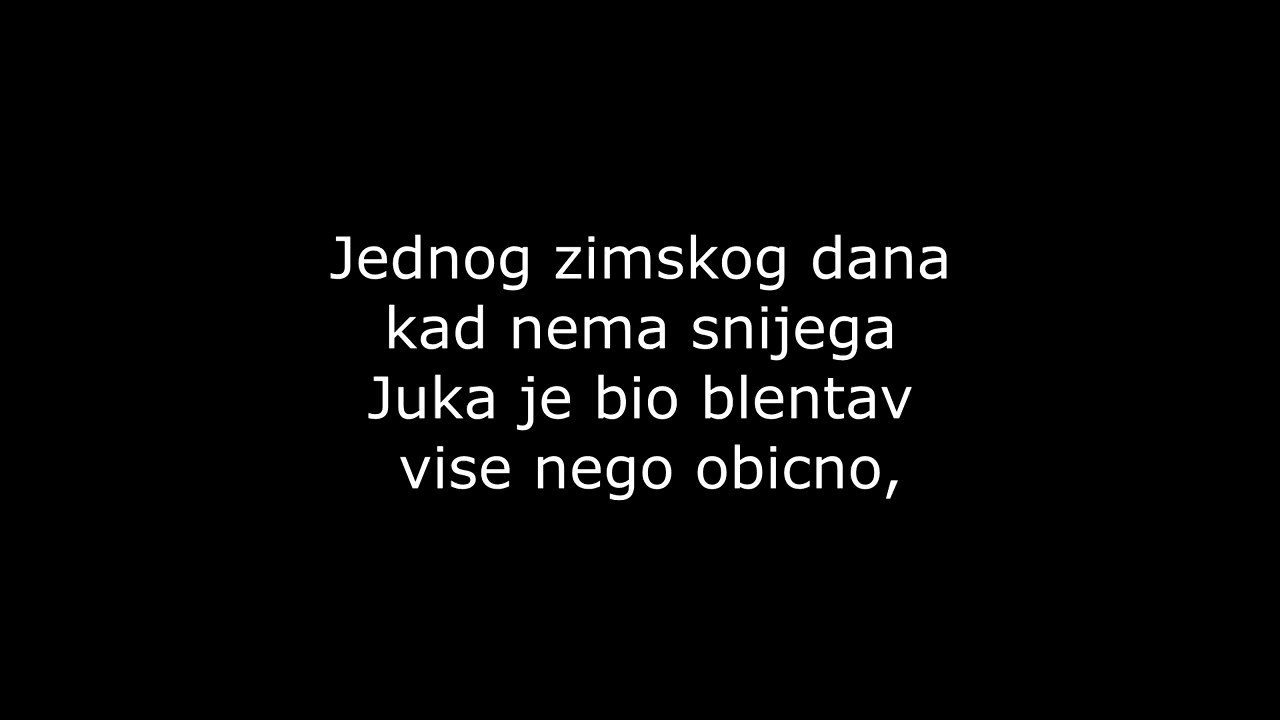 Jednog zimskog dana
kad nema snijega
Juka je bio blentav
vise nego obicno,